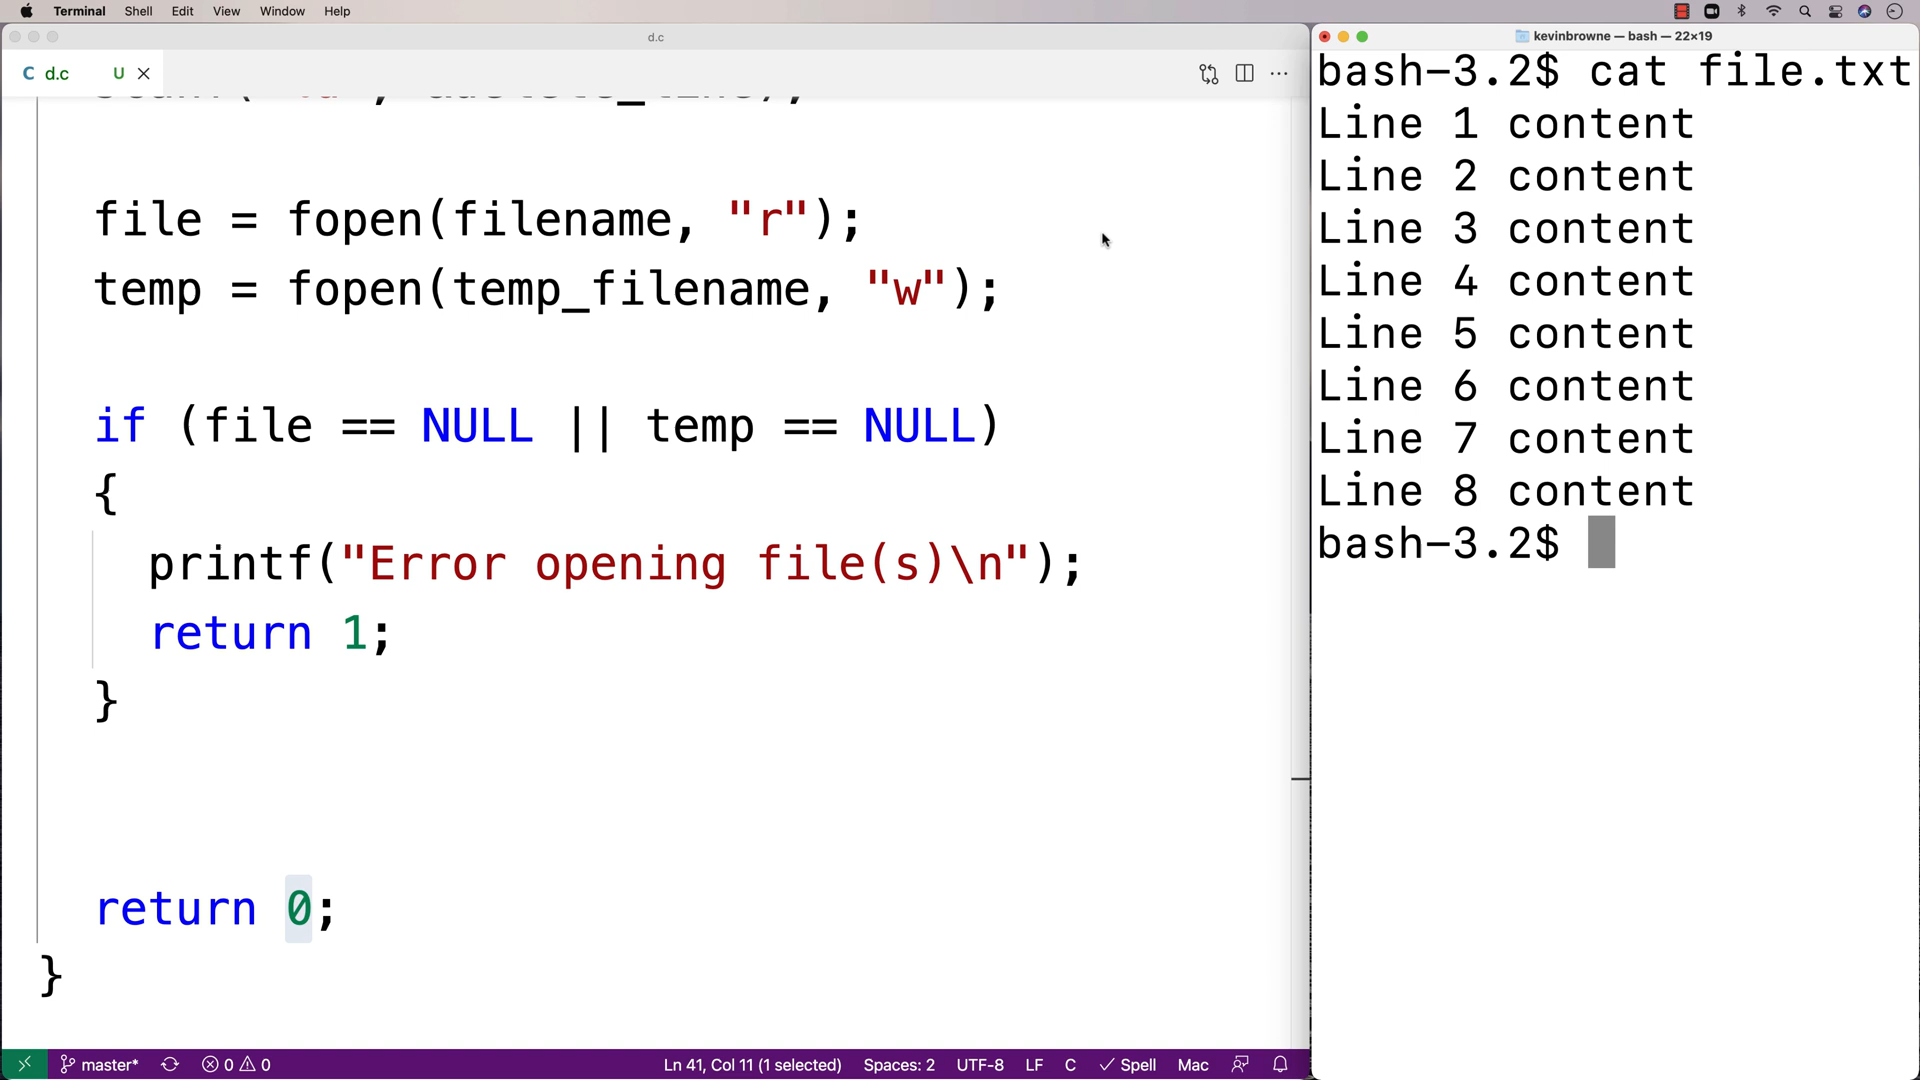 Terminal Shell Edit View Window Help
d.c
C d.c U
file = fopen(filename, "r");
temp = fopen(temp_filename, "w");
if (file == NULL || temp == NULL)
{
printf("Error opening file(s)\n");
return 1;
}
return 0;
}
master* 0 0 Ln 41, Col 11 (1 selected) Spaces: 2 UTF-8 LF C Spell Mac
kevinbrowne — bash — 22×19
bash-3.2$ cat file.txt
Line 1 content
Line 2 content
Line 3 content
Line 4 content
Line 5 content
Line 6 content
Line 7 content
Line 8 content
bash-3.2$